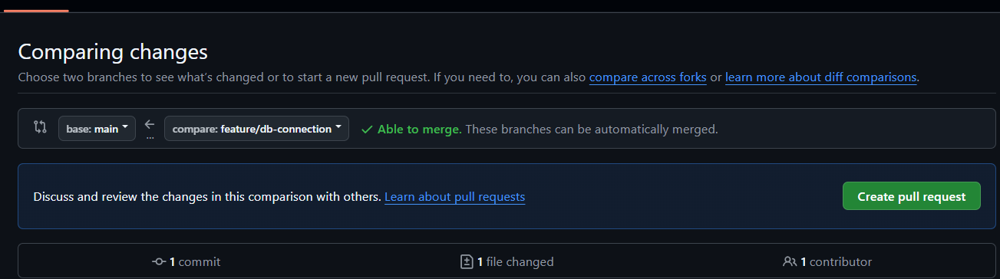 Comparing changes
Choose two branches to see what's changed or to start a new pull request. If you need to, you can also compare across forks or learn more about diff comparisons.
base: main ... compare: feature/db-connection Able to merge. These branches can be automatically merged.
Discuss and review the changes in this comparison with others. Learn about pull requests Create pull request
1 commit 1 file changed 1 contributor